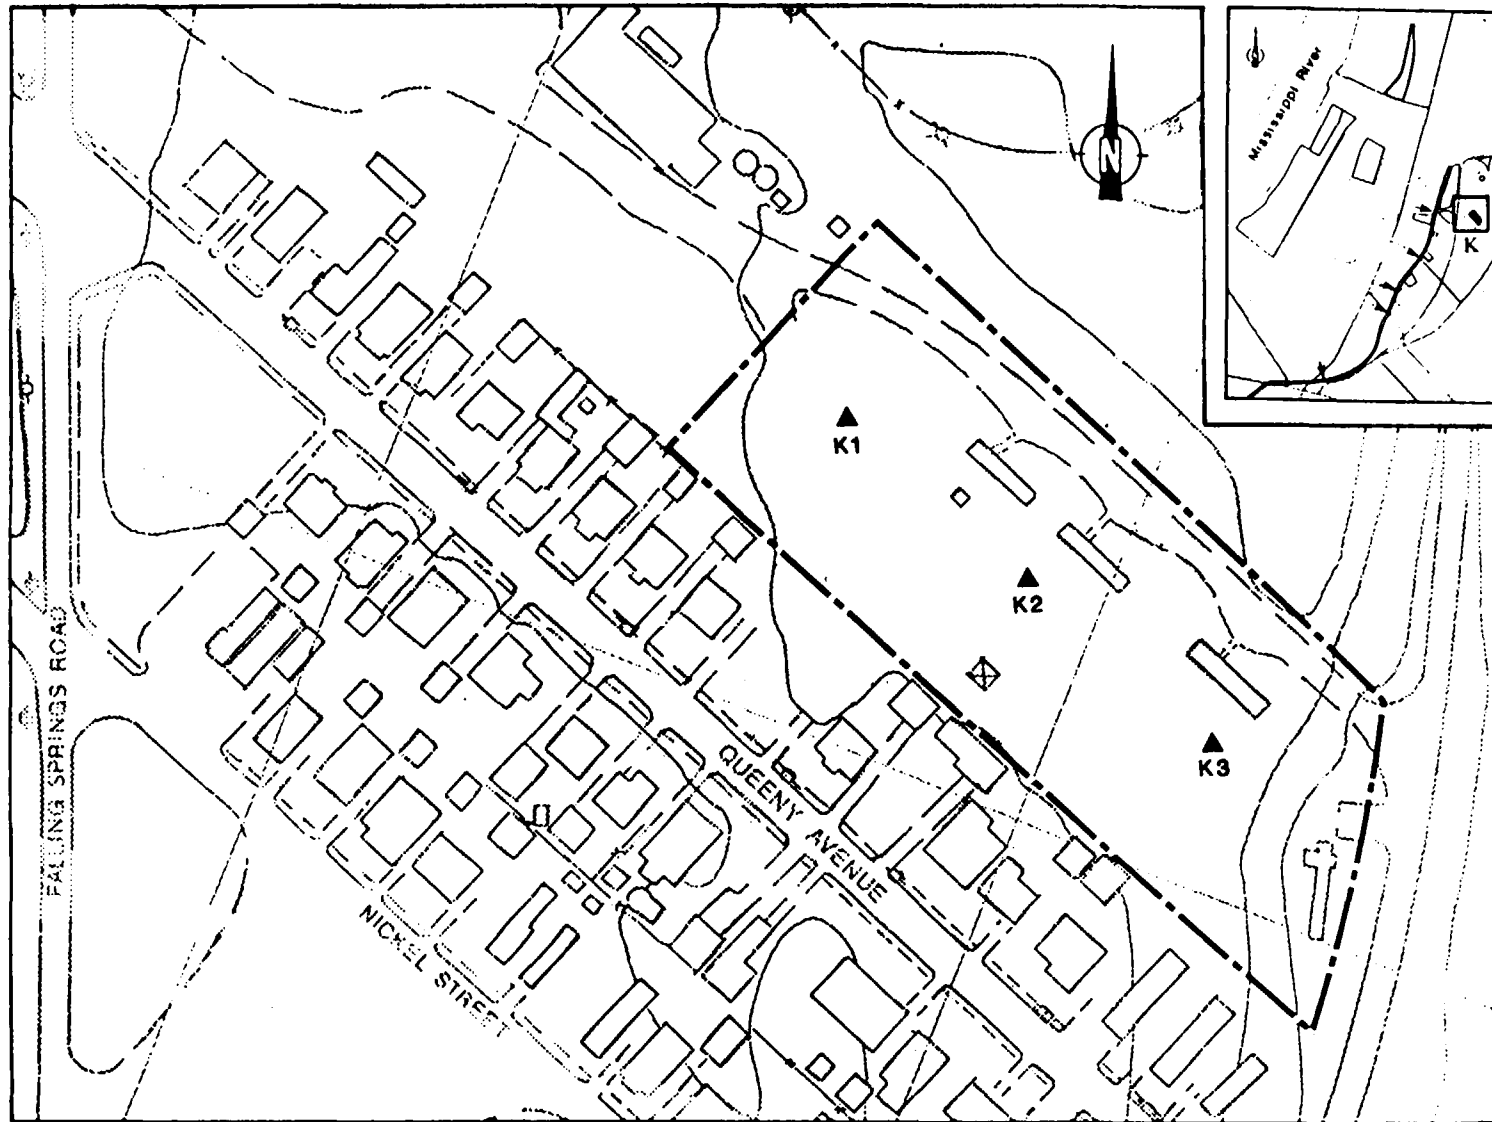 N
Mississippi River
K
K1
K2
K3
FALLING SPRINGS ROAD
QUEENY AVENUE
NICKEL STREET